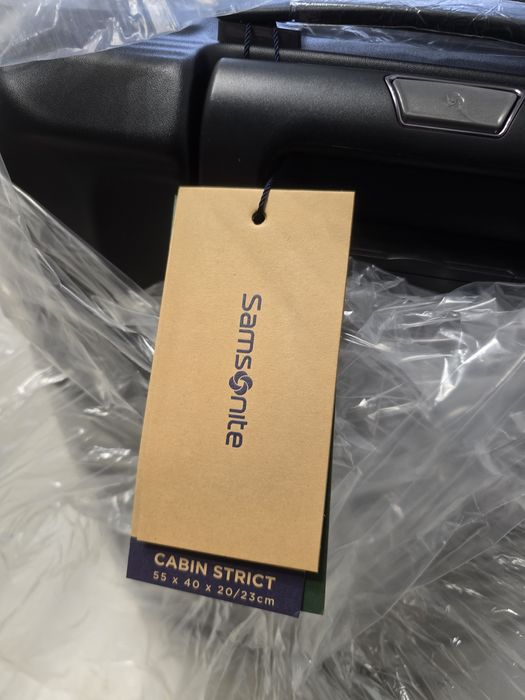 Samsonite
CABIN STRICT
55 x 40 x 20/23cm